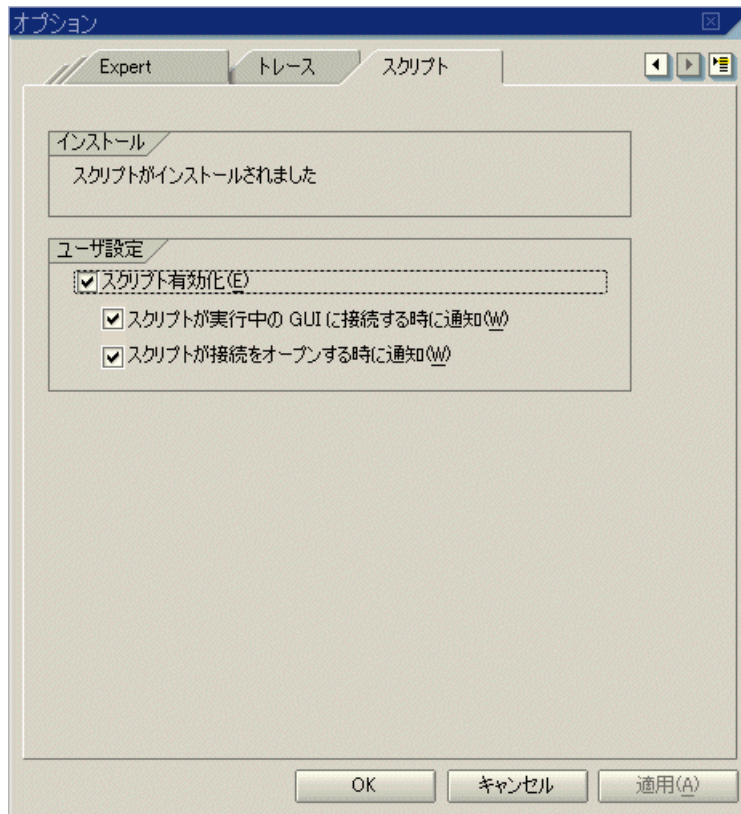 オプション
Expert トレース スクリプト
インストール
スクリプトがインストールされました
ユーザ設定
スクリプト有効化(E)
スクリプトが実行中の GUI に接続する時に通知(W)
スクリプトが接続をオープンする時に通知(W)
OK キャンセル 適用(A)